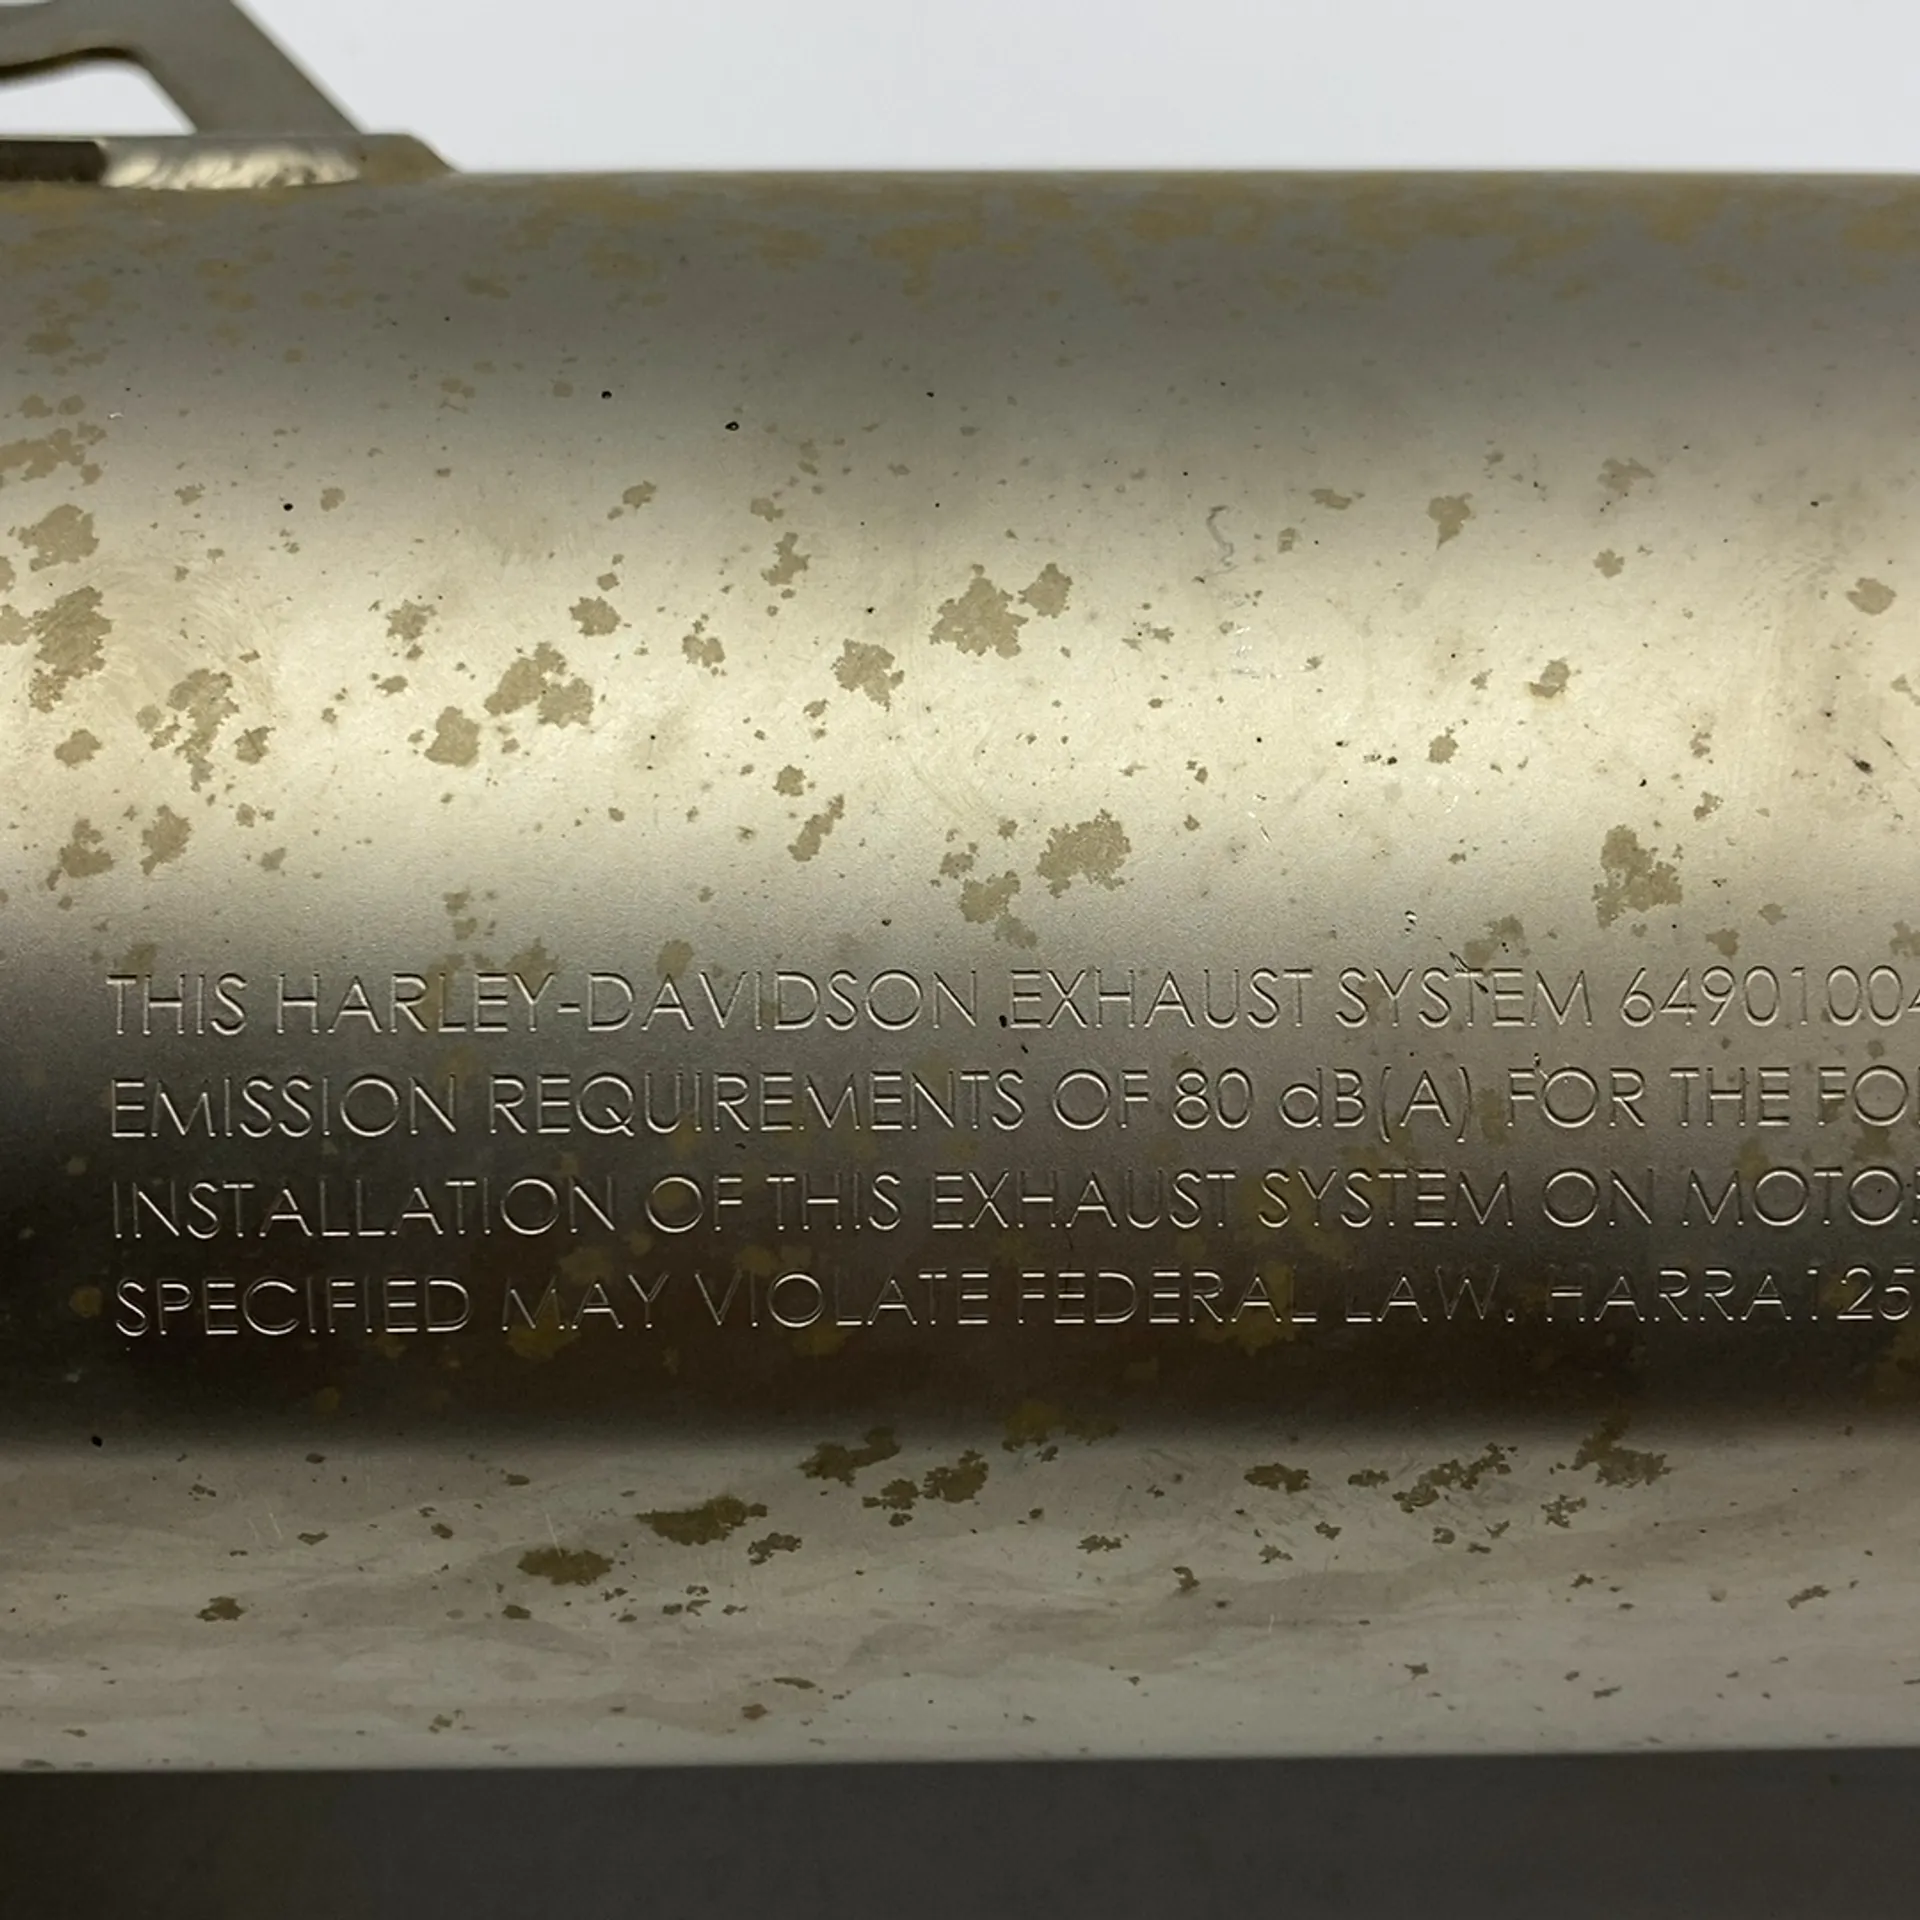 THIS HARLEY-DAVIDSON EXHAUST SYSTEM 64901004
EMISSION REQUIREMENTS OF 80 dB(A) FOR THE
INSTALLATION OF THIS EXHAUST SYSTEM ON
SPECIFIED MAY VIOLATE FEDERAL LAW. HARRA125